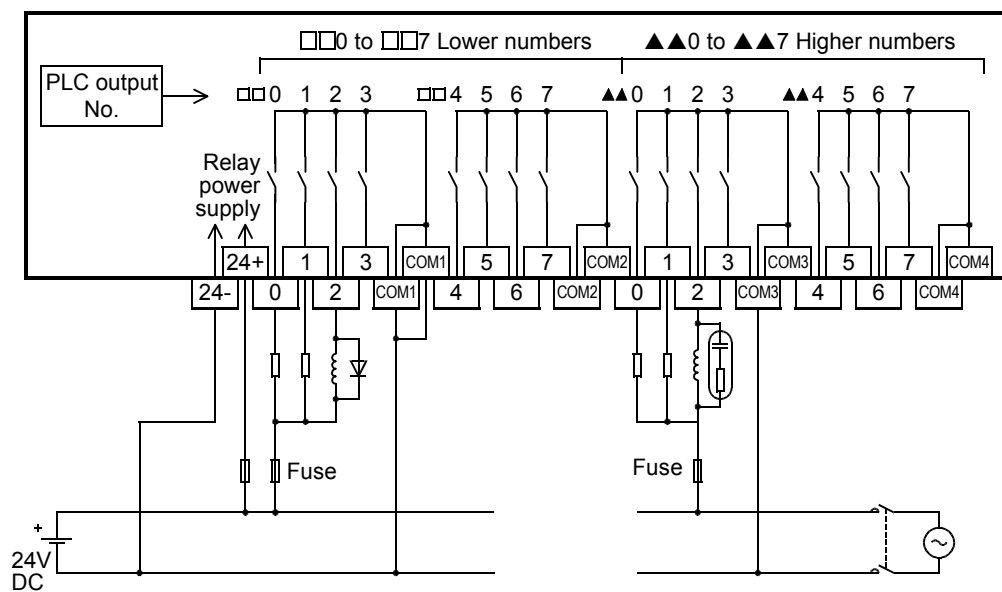 □□0 to □□7 Lower numbers ▲▲0 to ▲▲7 Higher numbers
PLC output
No.
□□0 1 2 3 □□4 5 6 7 ▲▲0 1 2 3 ▲▲4 5 6 7
Relay
power
supply
24+ 1 3 COM1 5 7 COM2 1 3 COM3 5 7 COM4
24- 0 2 COM1 4 6 COM2 0 2 COM3 4 6 COM4
Fuse Fuse
+
24V
DC